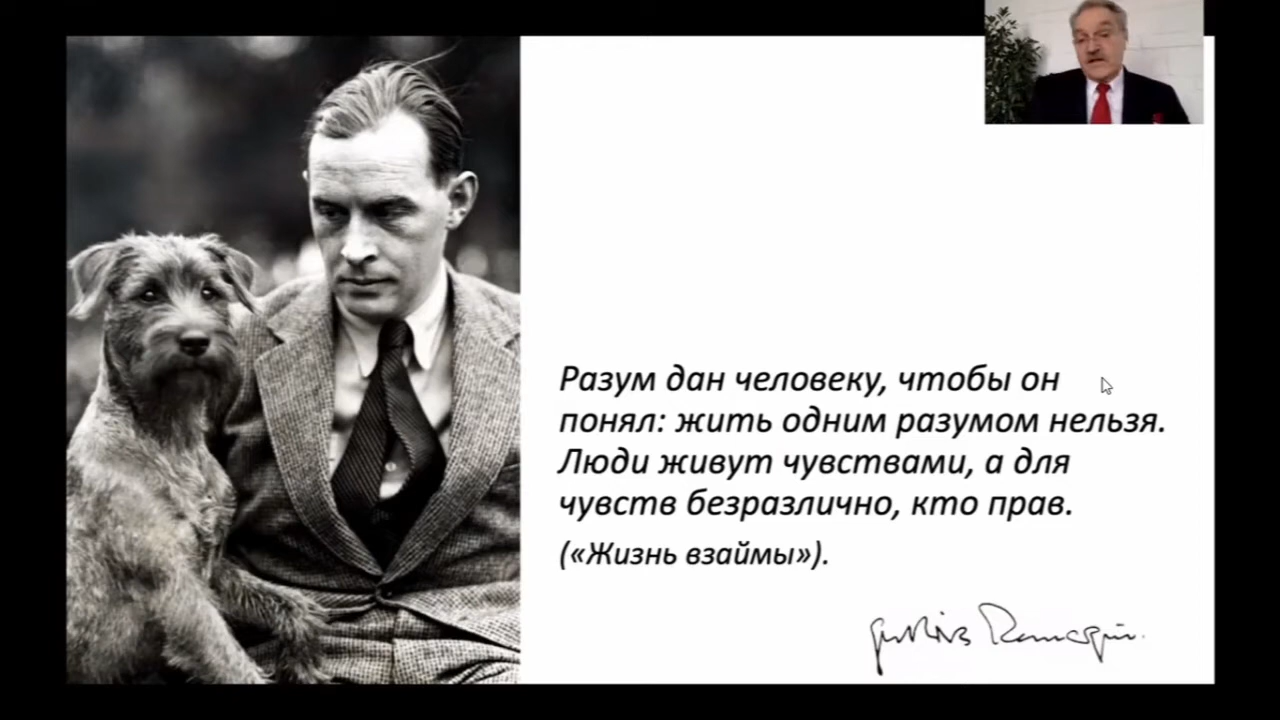 Разум дан человеку, чтобы он
понял: жить одним разумом нельзя.
Люди живут чувствами, а для
чувств безразлично, кто прав.
(«Жизнь взаймы»).